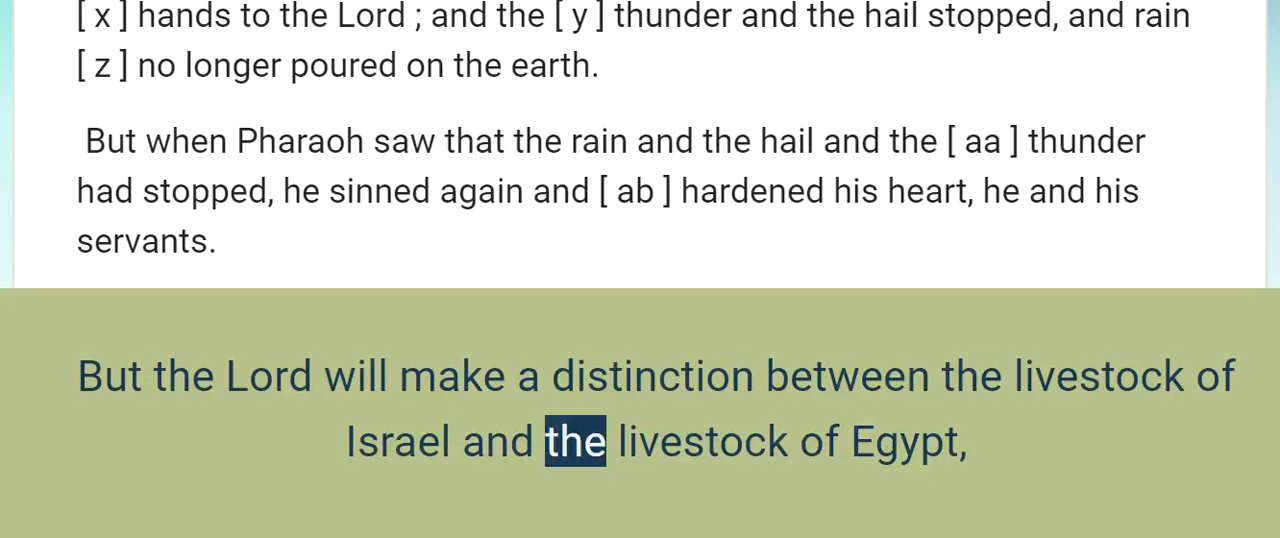 [ x ] hands to the Lord ; and the [ y ] thunder and the hail stopped, and rain
[ z ] no longer poured on the earth.
But when Pharaoh saw that the rain and the hail and the [ aa ] thunder
had stopped, he sinned again and [ ab ] hardened his heart, he and his
servants.
But the Lord will make a distinction between the livestock of
Israel and the livestock of Egypt,